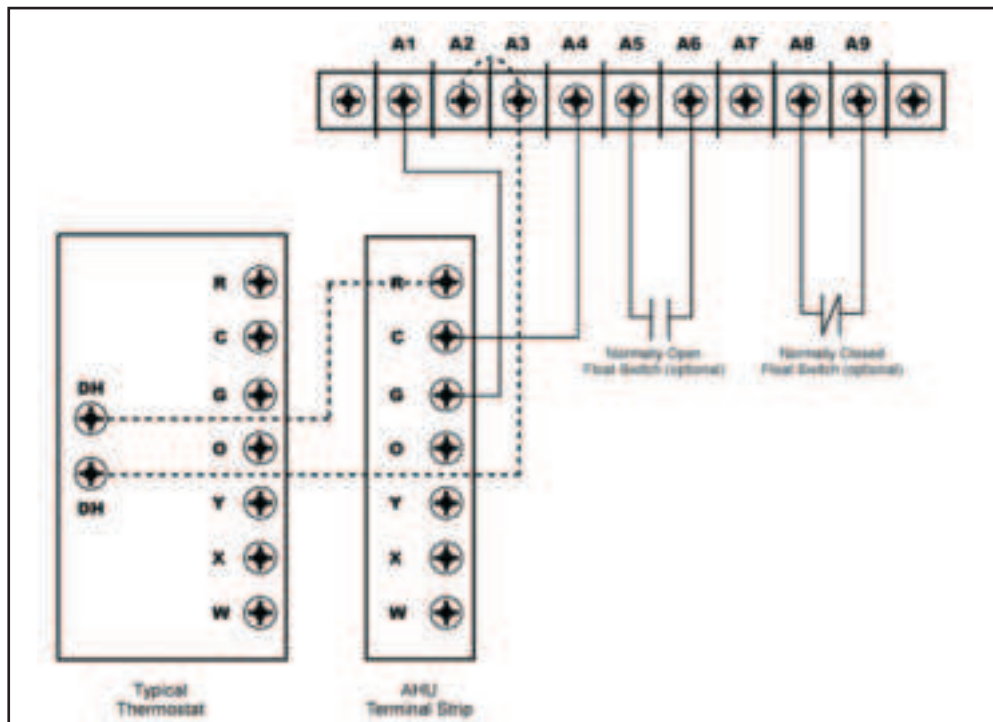 A1 A2 A3 A4 A5 A6 A7 A8 A9
R
C
G
O
Y
X
W
DH
DH
R
C
G
O
Y
X
W
Normally Open
Float Switch (optional)
Normally Closed
Float Switch (optional)
Typical
Thermostat
AHU
Terminal Strip